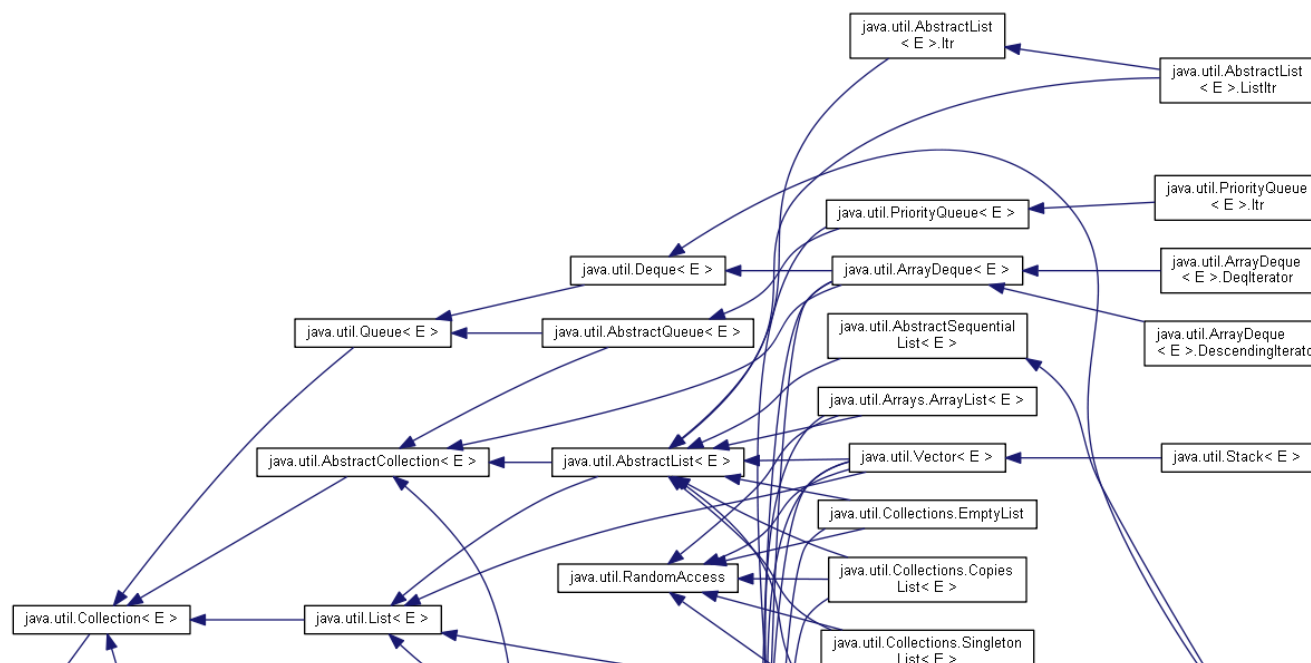 java.util.AbstractList
< E >.Itr
java.util.AbstractList
< E >.ListItr
java.util.PriorityQueue
< E >.Itr
java.util.PriorityQueue< E >
java.util.Deque< E >
java.util.ArrayDeque< E >
java.util.ArrayDeque
< E >.DeqIterator
java.util.Queue< E >
java.util.AbstractQueue< E >
java.util.AbstractSequential
List< E >
java.util.ArrayDeque
< E >.DescendingIterato
java.util.Arrays.ArrayList< E >
java.util.AbstractCollection< E >
java.util.AbstractList< E >
java.util.Vector< E >
java.util.Stack< E >
java.util.Collections.EmptyList
java.util.RandomAccess
java.util.Collections.Copies
List< E >
java.util.Collection< E >
java.util.List< E >
java.util.Collections.Singleton
List< E >